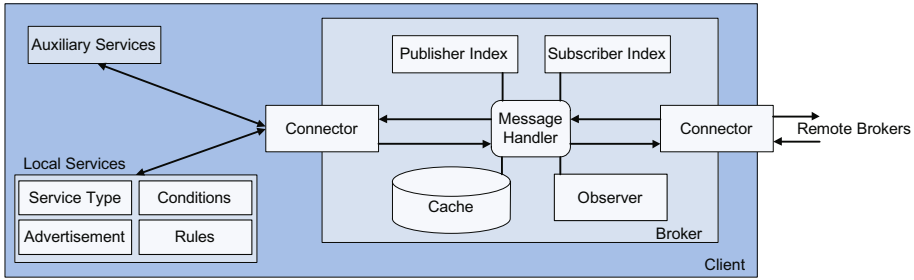 Auxiliary Services
Publisher Index
Subscriber Index
Connector
Message
Handler
Connector
Remote Brokers
Local Services
Service Type
Conditions
Advertisement
Rules
Cache
Observer
Broker
Client